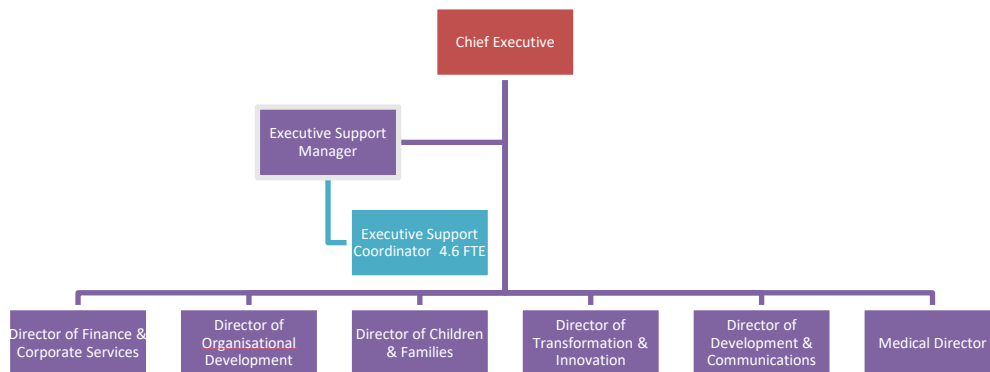 Chief Executive
Executive Support
Manager
Executive Support
Coordinator  4.6 FTE
Director of Finance &
Corporate Services
Director of
Organisational
Development
Director of Children
& Families
Director of
Transformation &
Innovation
Director of
Development &
Communications
Medical Director